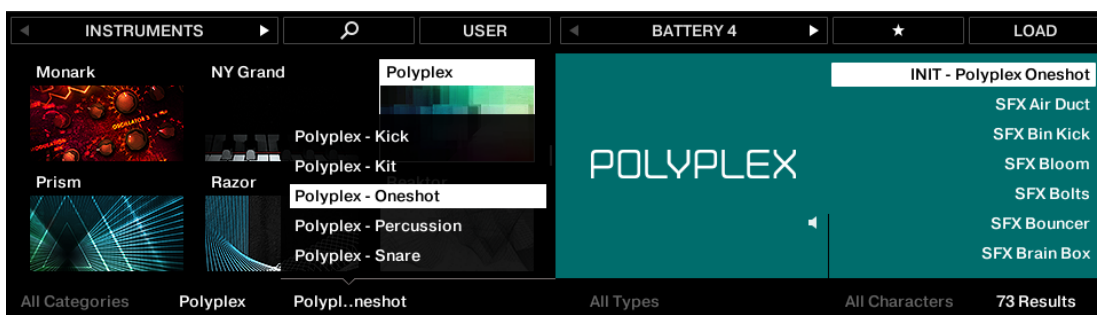 INSTRUMENTS
USER
BATTERY 4
LOAD
Monark
NY Grand
Polyplex
Polyplex - Kick
Polyplex - Kit
Polyplex - Oneshot
Polyplex - Percussion
Polyplex - Snare
Prism
Razor
Reaktor
POLYPLEX
INIT - Polyplex Oneshot
SFX Air Duct
SFX Bin Kick
SFX Bloom
SFX Bolts
SFX Bouncer
SFX Brain Box
All Categories
Polyplex
Polypl..neshot
All Types
All Characters
73 Results